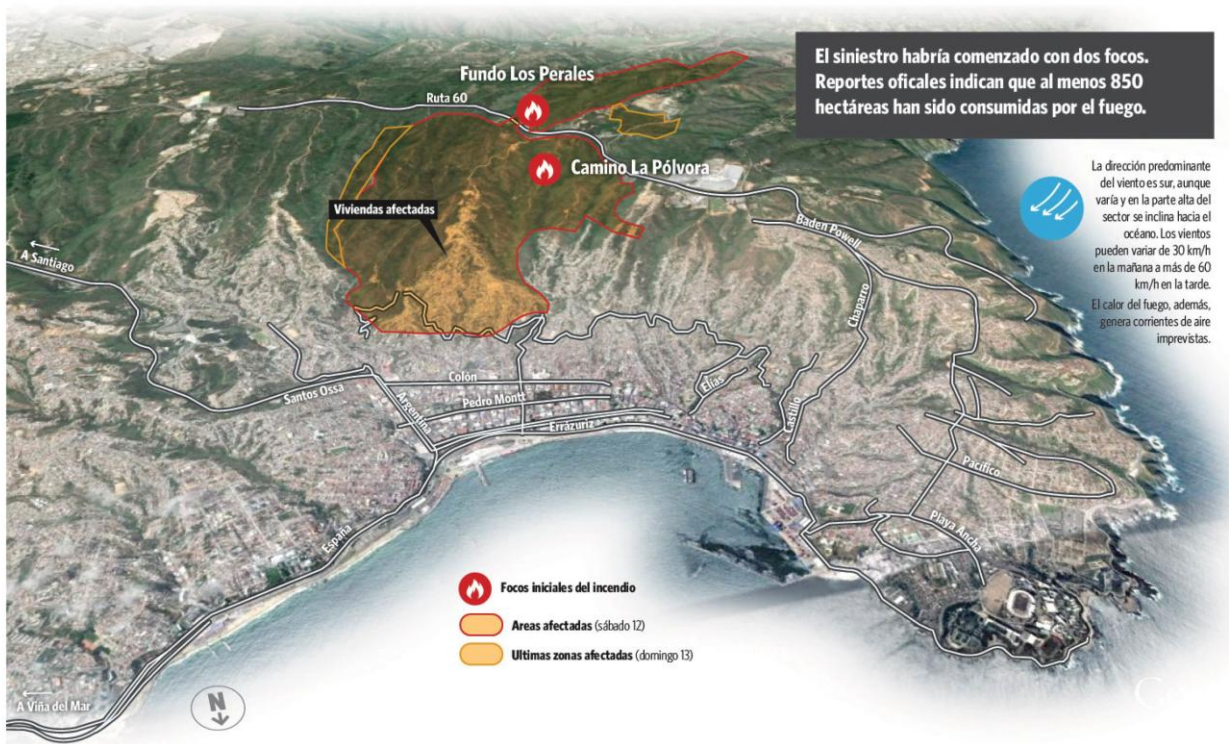 El siniestro habría comenzado con dos focos.
Reportes oficales indican que al menos 850
hectáreas han sido consumidas por el fuego.
Fundo Los Perales
Ruta 60
Camino La Pólvora
La dirección predominante
del viento es sur, aunque
varía y en la parte alta del
sector se inclina hacia el
océano. Los vientos
pueden variar de 30 km/h
en la mañana a más de 60
km/h en la tarde.
El calor del fuego, además,
genera corrientes de aire
imprevistas.
Viviendas afectadas
Baden Powell
A Santiago
Chaparro
Colón
Elías
Santos Ossa
Pedro Montt
Argentina
Castillo
Errázuriz
Pacífico
Playa Ancha
España
Focos iniciales del incendio
Areas afectadas (sábado 12)
Ultimas zonas afectadas (domingo 13)
A Viña del Mar
N